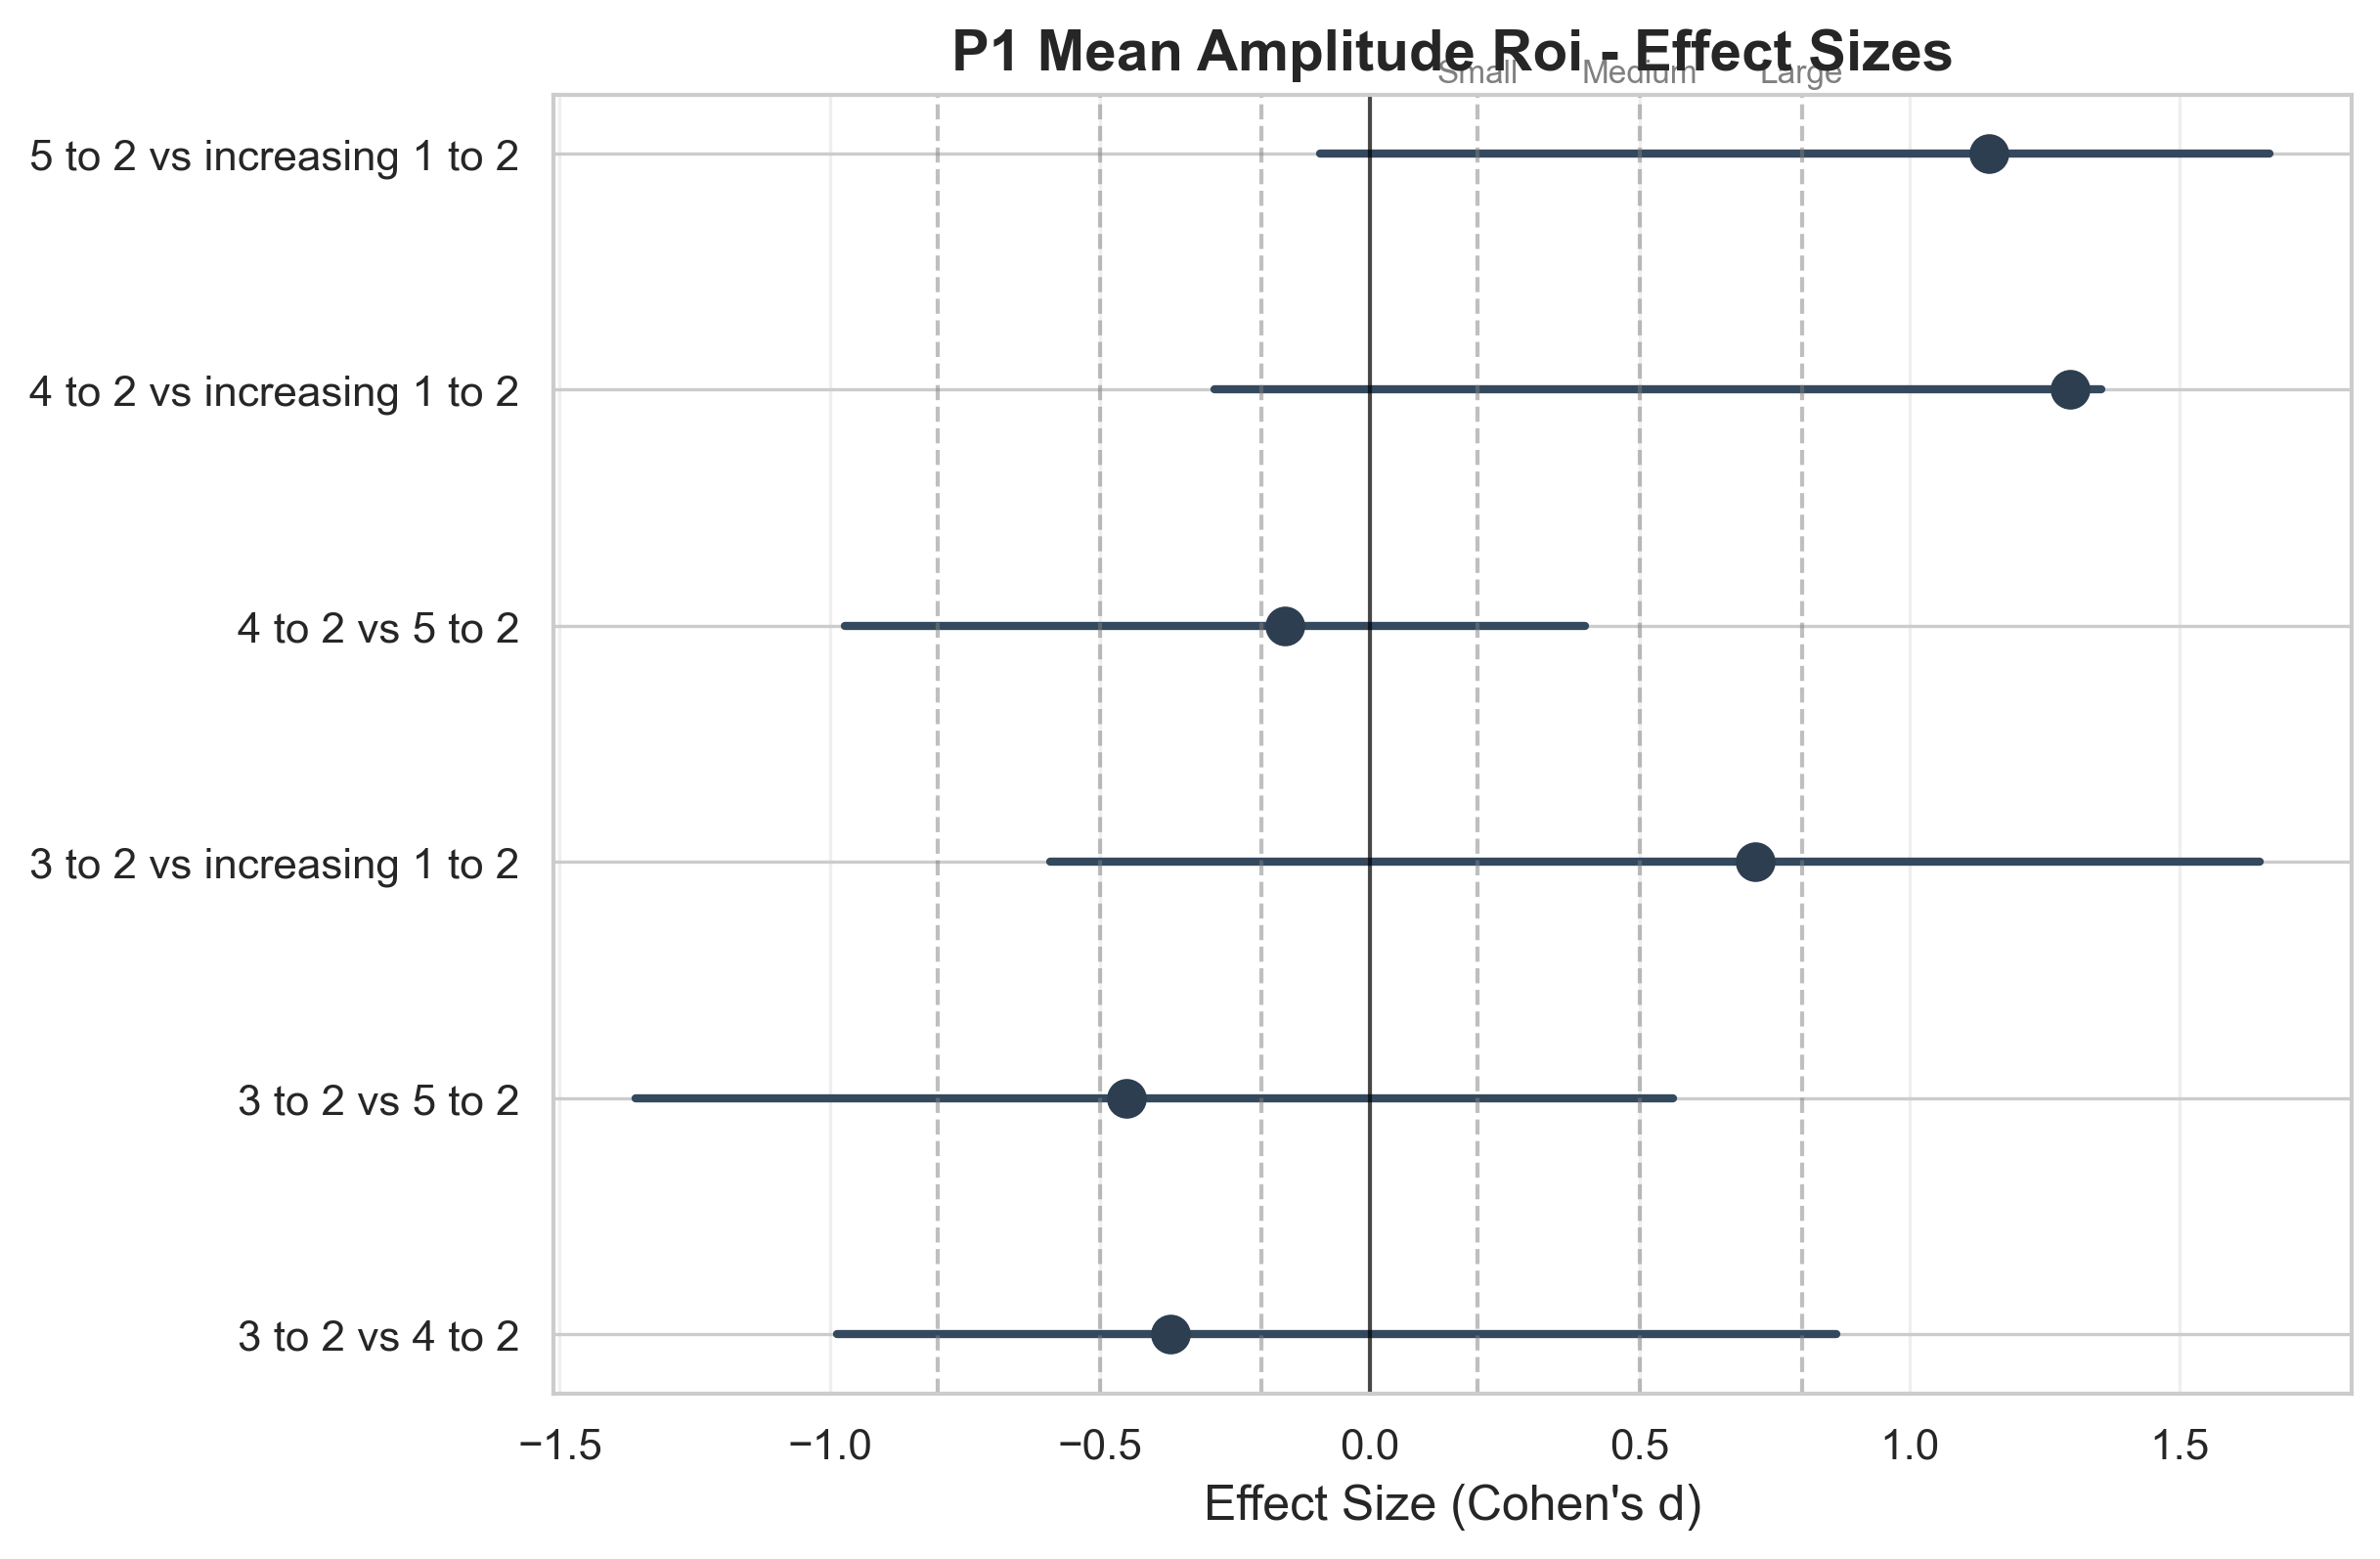 P1 Mean Amplitude Roi - Effect Sizes
Small Medium Large
5 to 2 vs increasing 1 to 2
4 to 2 vs increasing 1 to 2
4 to 2 vs 5 to 2
3 to 2 vs increasing 1 to 2
3 to 2 vs 5 to 2
3 to 2 vs 4 to 2
−1.5 −1.0 −0.5 0.0 0.5 1.0 1.5
Effect Size (Cohen's d)